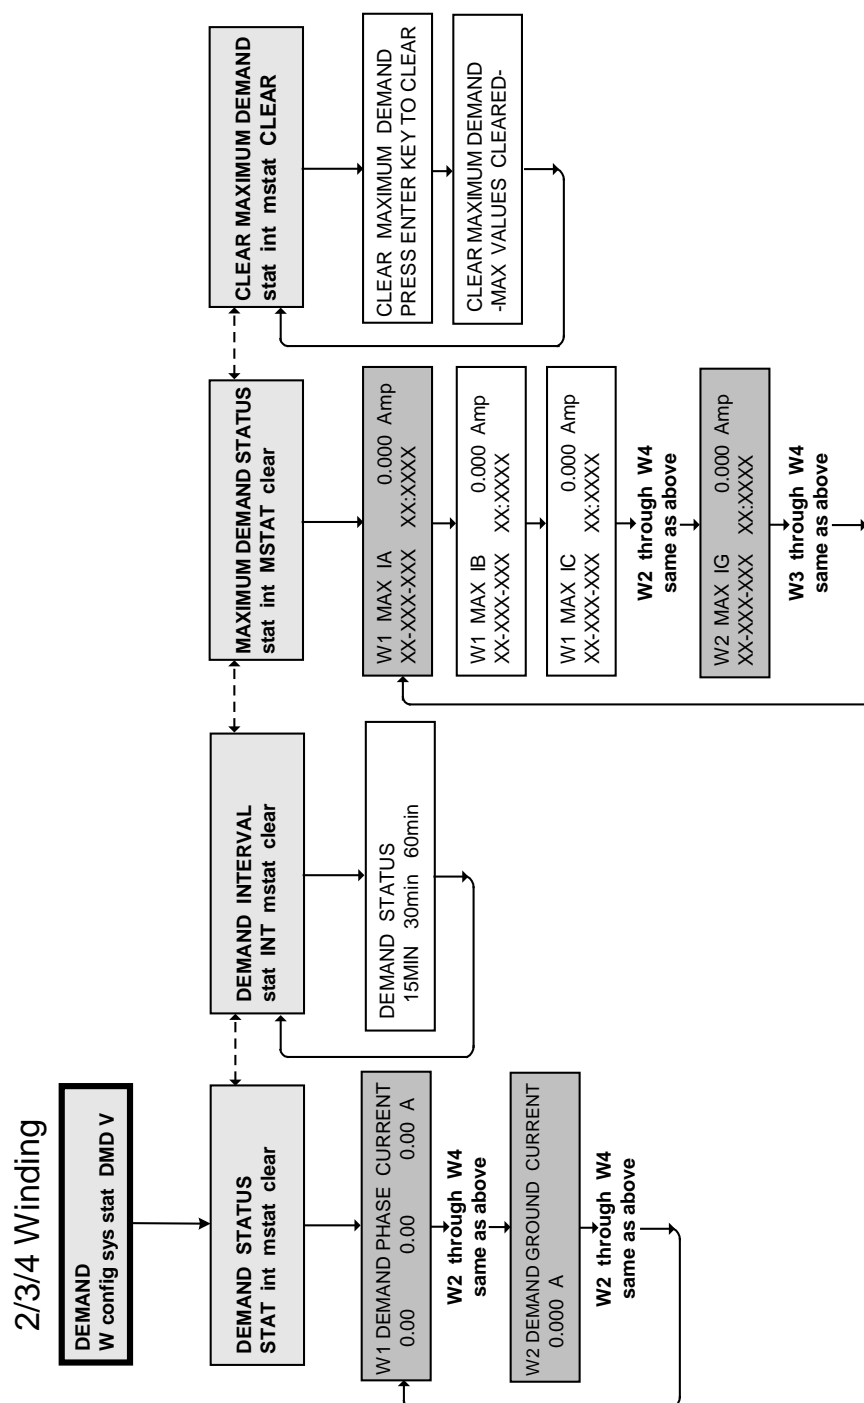 2/3/4 Winding
DEMAND
W config sys stat DMD V
DEMAND STATUS
STAT int mstat clear
W1 DEMAND PHASE CURRENT
0.00 0.00 0.00 A
W2 through W4
same as above
W2 DEMAND GROUND CURRENT
0.000 A
W2 through W4
same as above
DEMAND INTERVAL
stat INT mstat clear
DEMAND STATUS
15MIN 30min 60min
MAXIMUM DEMAND STATUS
stat int MSTAT clear
W1 MAX IA 0.000 Amp
XX-XXX-XXX XX:XXXX
W1 MAX IB 0.000 Amp
XX-XXX-XXX XX:XXXX
W1 MAX IC 0.000 Amp
XX-XXX-XXX XX:XXXX
W2 through W4
same as above
W2 MAX IG 0.000 Amp
XX-XXX-XXX XX:XXXX
W3 through W4
same as above
CLEAR MAXIMUM DEMAND
stat int mstat CLEAR
CLEAR MAXIMUM DEMAND
PRESS ENTER KEY TO CLEAR
CLEAR MAXIMUM DEMAND
-MAX VALUES CLEARED-